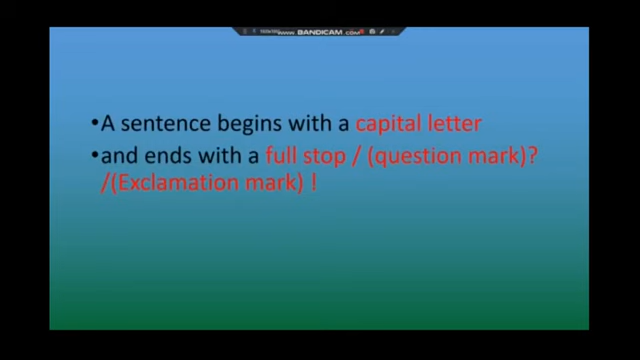 WWW.BANDICAM.COM
•A sentence begins with a capital letter
•and ends with a full stop / (question mark)?
/(Exclamation mark) !